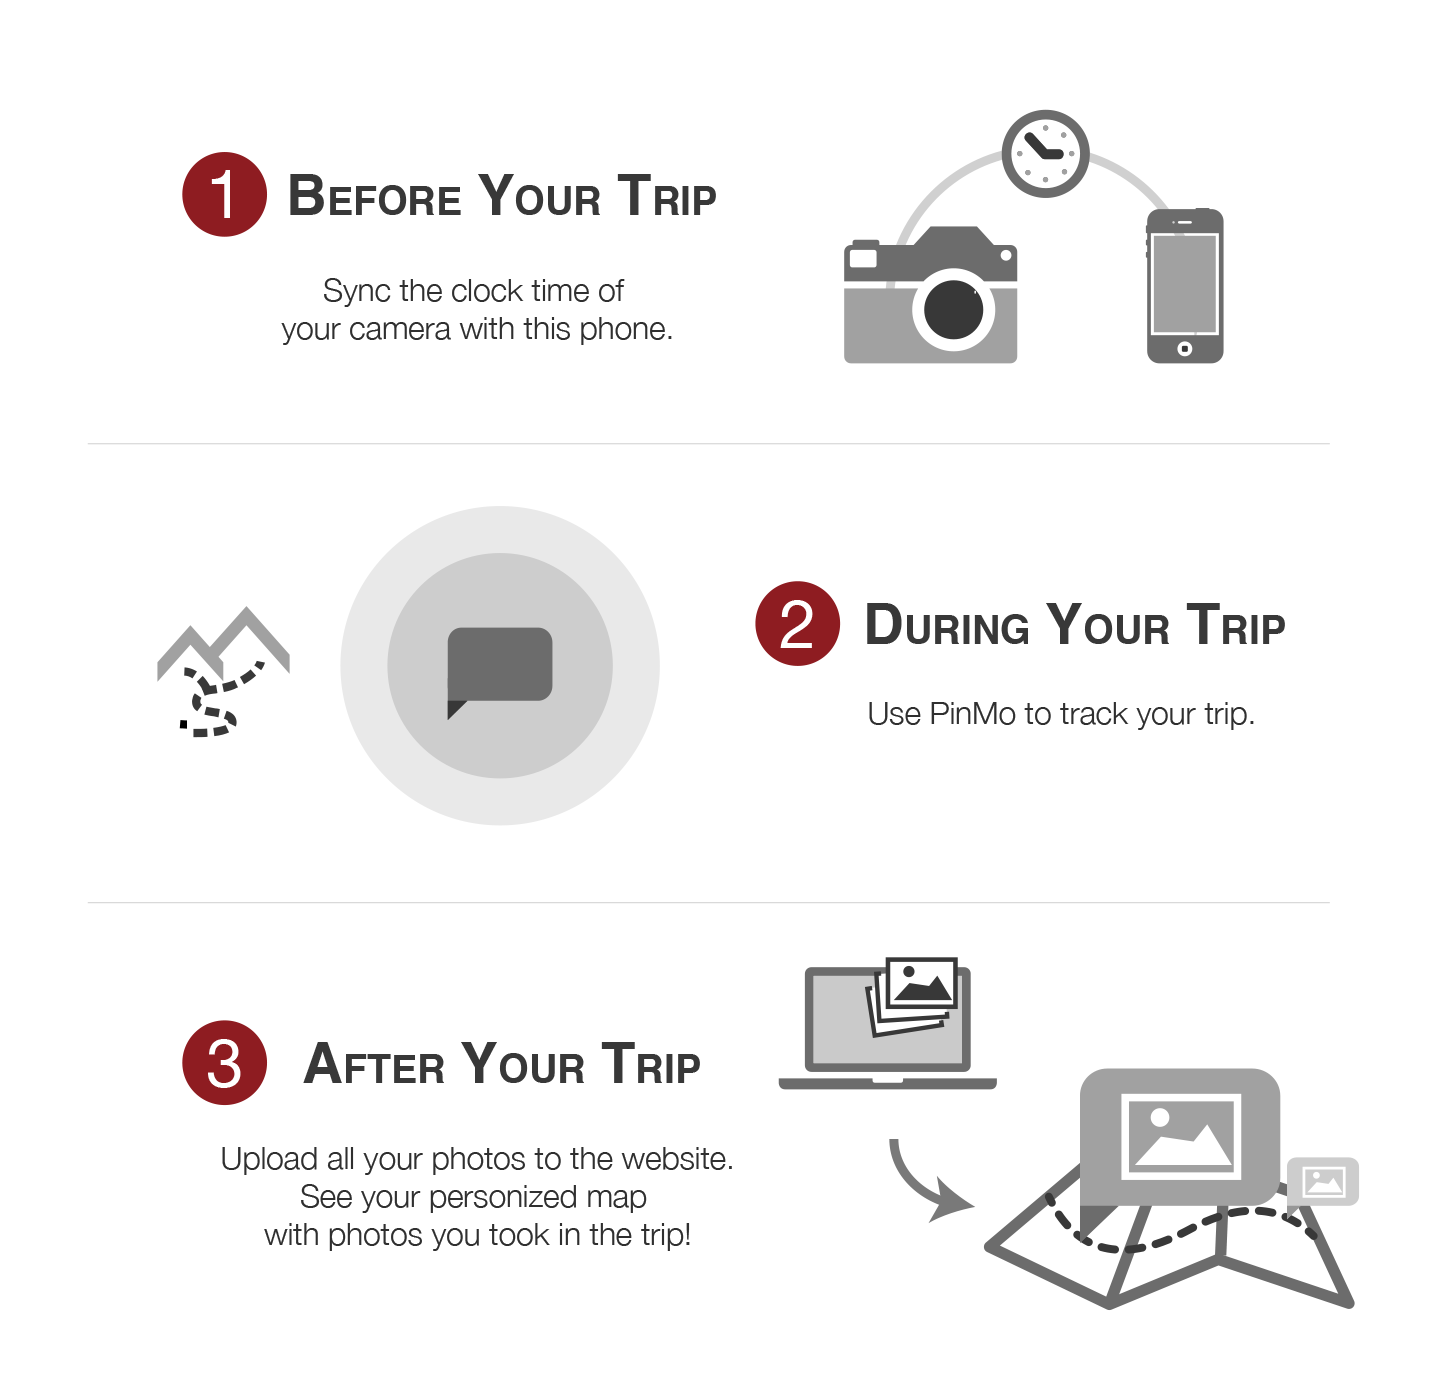 1 Before Your Trip
Sync the clock time of
your camera with this phone.
2 During Your Trip
Use PinMo to track your trip.
3 After Your Trip
Upload all your photos to the website.
See your personized map
with photos you took in the trip!